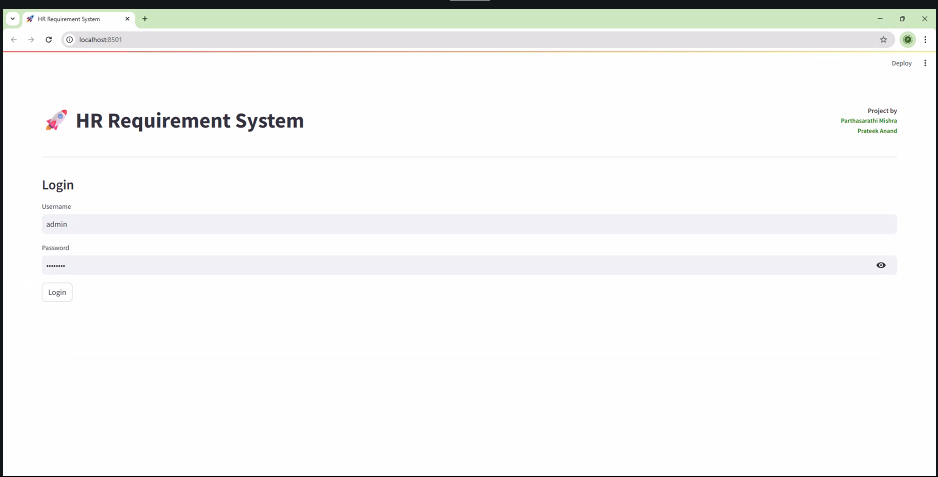 HR Requirement System
localhost:8501
Deploy
HR Requirement System
Project by
Parthasarathi Mishra
Prateek Anand
Login
Username
admin
Password
••••••••
Login